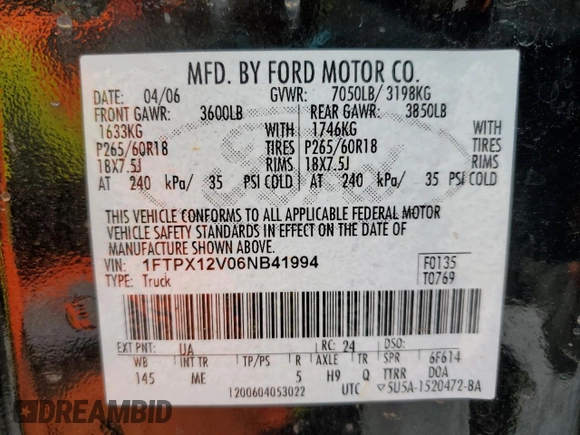 MFD. BY FORD MOTOR CO.
DATE: 04/06 GVWR: 7050LB/ 3198KG
FRONT GAWR: 3600LB REAR GAWR: 3850LB
1633KG WITH 1746KG WITH
P265/60R18 TIRES P265/60R18 TIRES
18X7.5J RIMS 18X7.5J RIMS
AT 240 kPa/ 35 PSI COLD AT 240 kPa/ 35 PSI COLD
THIS VEHICLE CONFORMS TO ALL APPLICABLE FEDERAL MOTOR
VEHICLE SAFETY STANDARDS IN EFFECT ON THE DATE OF
MANUFACTURE SHOWN ABOVE.
VIN: 1FTPX12V06NB41994 F0135
TYPE: Truck T0769
EXT PNT: UA RC: 24 DSO:
WB INT TR TP/PS R AXLE TR SPR 6F614
145 ME 5 H9 Q TTRR DOA
1200604053022 UTC 5U5A-1520472-BA
DREAMBID